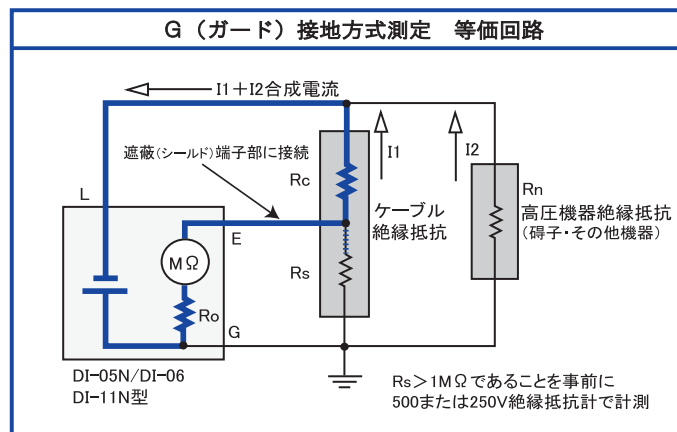 G（ガード）接地方式測定　等価回路
I1＋I2合成電流
遮蔽(シールド)端子部に接続
I1
I2
L
Rc
Rn
ケーブル
絶縁抵抗
高圧機器絶縁抵抗
(碍子・その他機器)
E
MΩ
Rs
Ro
G
DI-05N/DI-06
DI-11N型
Rs＞1MΩであることを事前に
500または250V絶縁抵抗計で計測